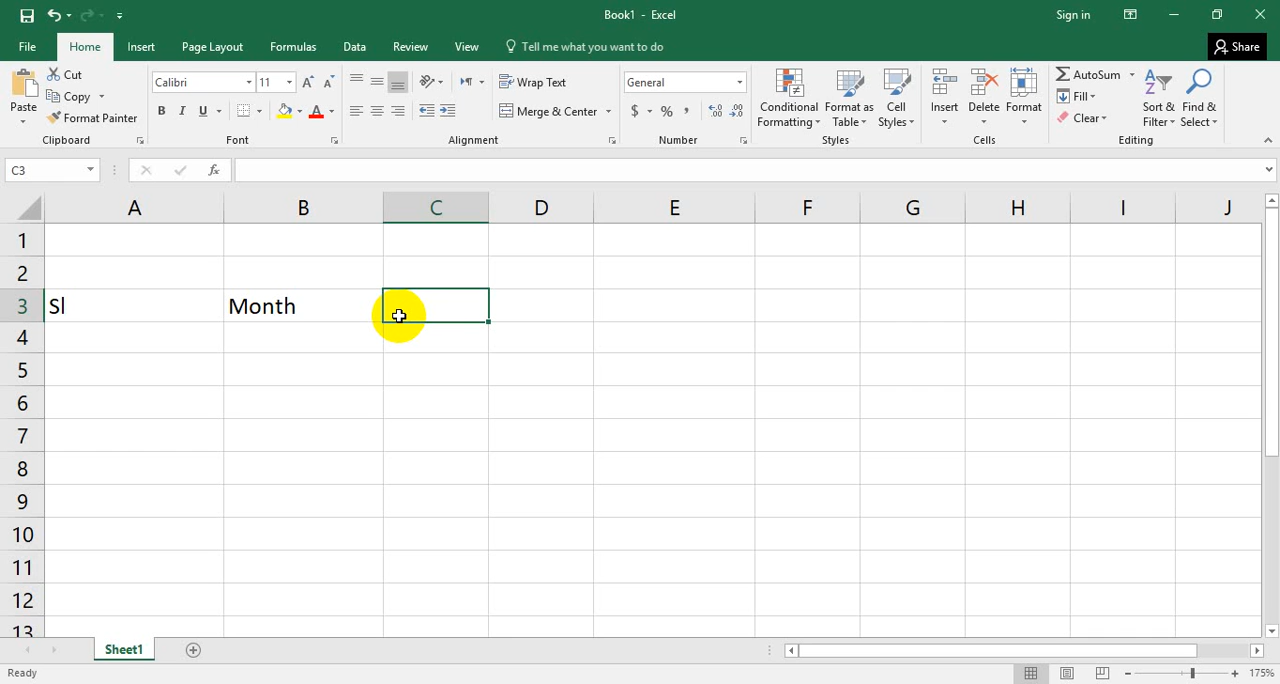 Book1 - Excel
Sign in
File Home Insert Page Layout Formulas Data Review View Tell me what you want to do Share
Paste
Cut
Copy
Format Painter
Clipboard
Calibri 11
B I U
Font
Wrap Text
Merge & Center
Alignment
General
$ % ,
Number
Conditional Formatting
Format as Table
Cell Styles
Styles
Insert Delete Format
Cells
AutoSum
Fill
Clear
Sort & Filter
Find & Select
Editing
C3 fx
A B C D E F G H I J
1
2
3 Sl Month
4
5
6
7
8
9
10
11
12
13
Sheet1
Ready 175%